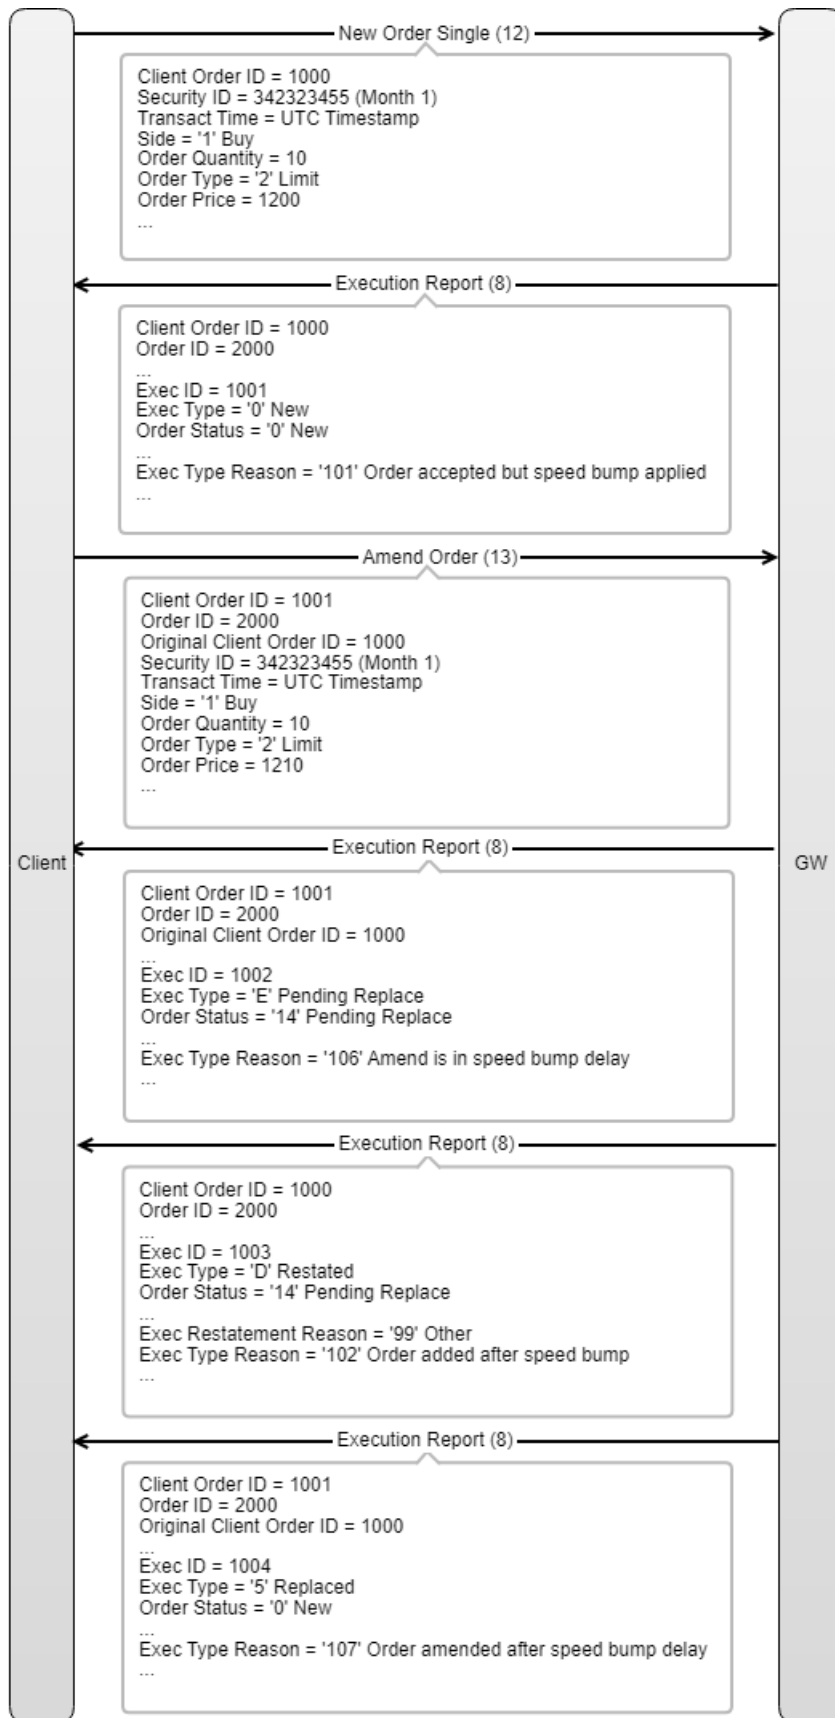 New Order Single (12)
Client Order ID = 1000
Security ID = 342323455 (Month 1)
Transact Time = UTC Timestamp
Side = '1' Buy
Order Quantity = 10
Order Type = '2' Limit
Order Price = 1200
...
Execution Report (8)
Client Order ID = 1000
Order ID = 2000
...
Exec ID = 1001
Exec Type = '0' New
Order Status = '0' New
...
Exec Type Reason = '101' Order accepted but speed bump applied
...
Amend Order (13)
Client Order ID = 1001
Order ID = 2000
Original Client Order ID = 1000
Security ID = 342323455 (Month 1)
Transact Time = UTC Timestamp
Side = '1' Buy
Order Quantity = 10
Order Type = '2' Limit
Order Price = 1210
...
Execution Report (8)
Client
GW
Client Order ID = 1001
Order ID = 2000
Original Client Order ID = 1000
...
Exec ID = 1002
Exec Type = 'E' Pending Replace
Order Status = '14' Pending Replace
...
Exec Type Reason = '106' Amend is in speed bump delay
...
Execution Report (8)
Client Order ID = 1000
Order ID = 2000
...
Exec ID = 1003
Exec Type = 'D' Restated
Order Status = '14' Pending Replace
...
Exec Restatement Reason = '99' Other
Exec Type Reason = '102' Order added after speed bump
...
Execution Report (8)
Client Order ID = 1001
Order ID = 2000
Original Client Order ID = 1000
...
Exec ID = 1004
Exec Type = '5' Replaced
Order Status = '0' New
...
Exec Type Reason = '107' Order amended after speed bump delay
...